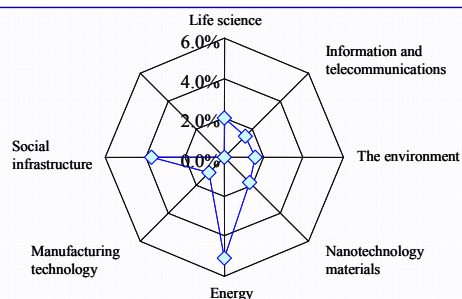 Life science
6.0%
Information and
telecommunications
4.0%
2.0%
Social
infrastructure
0.0%
The environment
Manufacturing
technology
Nanotechnology
materials
Energy